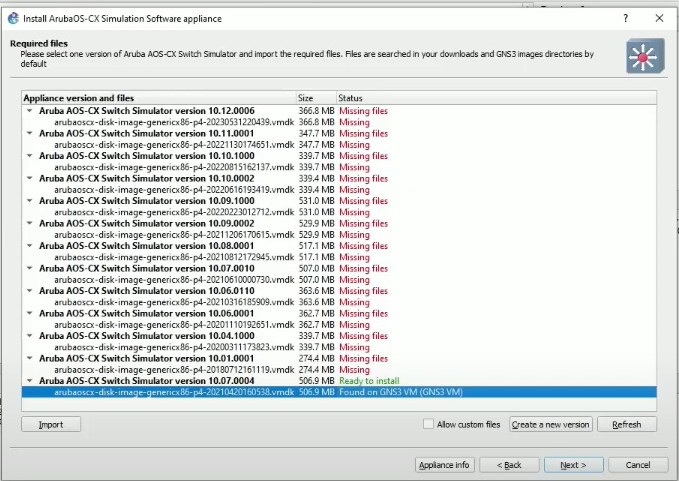 Install ArubaOS-CX Simulation Software appliance
Required files
Please select one version of Aruba AOS-CX Switch Simulator and import the required files. Files are searched in your downloads and GNS3 images directories by
default
Appliance version and files Size Status
Aruba AOS-CX Switch Simulator version 10.12.0006 366.8 MB Missing files
arubaoscx-disk-image-genericx86-p4-20230531220439.vmdk 366.8 MB Missing
Aruba AOS-CX Switch Simulator version 10.11.0001 347.7 MB Missing files
arubaoscx-disk-image-genericx86-p4-20221130174651.vmdk 347.7 MB Missing
Aruba AOS-CX Switch Simulator version 10.10.1000 339.7 MB Missing files
arubaoscx-disk-image-genericx86-p4-20220815162137.vmdk 339.7 MB Missing
Aruba AOS-CX Switch Simulator version 10.10.0002 339.4 MB Missing files
arubaoscx-disk-image-genericx86-p4-20220616193419.vmdk 339.4 MB Missing
Aruba AOS-CX Switch Simulator version 10.09.1000 531.0 MB Missing files
arubaoscx-disk-image-genericx86-p4-20220223012712.vmdk 531.0 MB Missing
Aruba AOS-CX Switch Simulator version 10.09.0002 529.9 MB Missing files
arubaoscx-disk-image-genericx86-p4-20211206170615.vmdk 529.9 MB Missing
Aruba AOS-CX Switch Simulator version 10.08.0001 517.1 MB Missing files
arubaoscx-disk-image-genericx86-p4-20210812172945.vmdk 517.1 MB Missing
Aruba AOS-CX Switch Simulator version 10.07.0010 507.0 MB Missing files
arubaoscx-disk-image-genericx86-p4-20210610000730.vmdk 507.0 MB Missing
Aruba AOS-CX Switch Simulator version 10.06.0110 363.6 MB Missing files
arubaoscx-disk-image-genericx86-p4-20210316185909.vmdk 363.6 MB Missing
Aruba AOS-CX Switch Simulator version 10.06.0001 362.7 MB Missing files
arubaoscx-disk-image-genericx86-p4-20201110192651.vmdk 362.7 MB Missing
Aruba AOS-CX Switch Simulator version 10.04.1000 339.7 MB Missing files
arubaoscx-disk-image-genericx86-p4-20200311173823.vmdk 339.7 MB Missing
Aruba AOS-CX Switch Simulator version 10.01.0001 274.4 MB Missing files
arubaoscx-disk-image-genericx86-p4-20180712161119.vmdk 274.4 MB Missing
Aruba AOS-CX Switch Simulator version 10.07.0004 506.9 MB Ready to install
arubaoscx-disk-image-genericx86-p4-20210420160538.vmdk 506.9 MB Found on GNS3 VM (GNS3 VM)
Import Allow custom files Create a new version Refresh
Appliance info < Back Next > Cancel